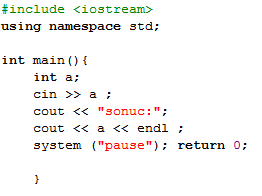 #include <iostream>
using namespace std;
int main(){
int a;
cin >> a ;
cout << "sonuc:";
cout << a << endl ;
system ("pause"); return 0;
}